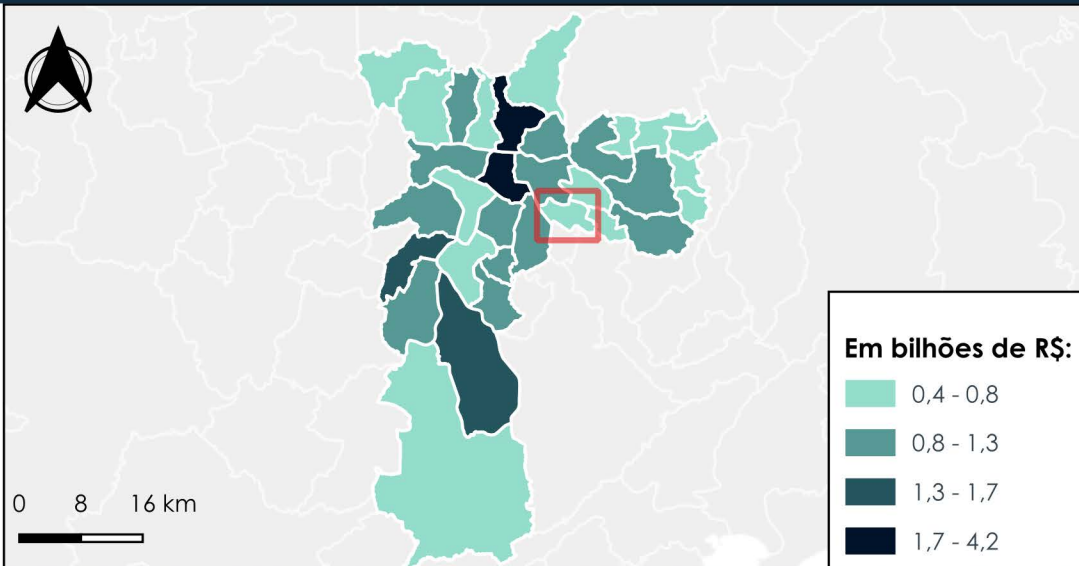 Em bilhões de R$:
0,4 - 0,8
0,8 - 1,3
1,3 - 1,7
1,7 - 4,2
0 8 16 km